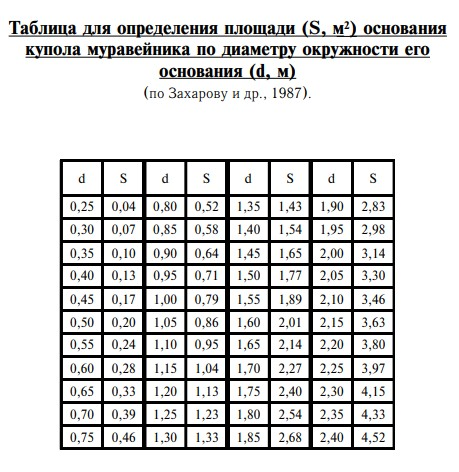 Таблица для определения площади (S, м²) основания
купола муравейника по диаметру окружности его
основания (d, м)
(по Захарову и др., 1987).
d S d S d S d S
0,25 0,04 0,80 0,52 1,35 1,43 1,90 2,83
0,30 0,07 0,85 0,58 1,40 1,54 1,95 2,98
0,35 0,10 0,90 0,64 1,45 1,65 2,00 3,14
0,40 0,13 0,95 0,71 1,50 1,77 2,05 3,30
0,45 0,17 1,00 0,79 1,55 1,89 2,10 3,46
0,50 0,20 1,05 0,86 1,60 2,01 2,15 3,63
0,55 0,24 1,10 0,95 1,65 2,14 2,20 3,80
0,60 0,28 1,15 1,04 1,70 2,27 2,25 3,97
0,65 0,33 1,20 1,13 1,75 2,40 2,30 4,15
0,70 0,39 1,25 1,23 1,80 2,54 2,35 4,33
0,75 0,46 1,30 1,33 1,85 2,68 2,40 4,52